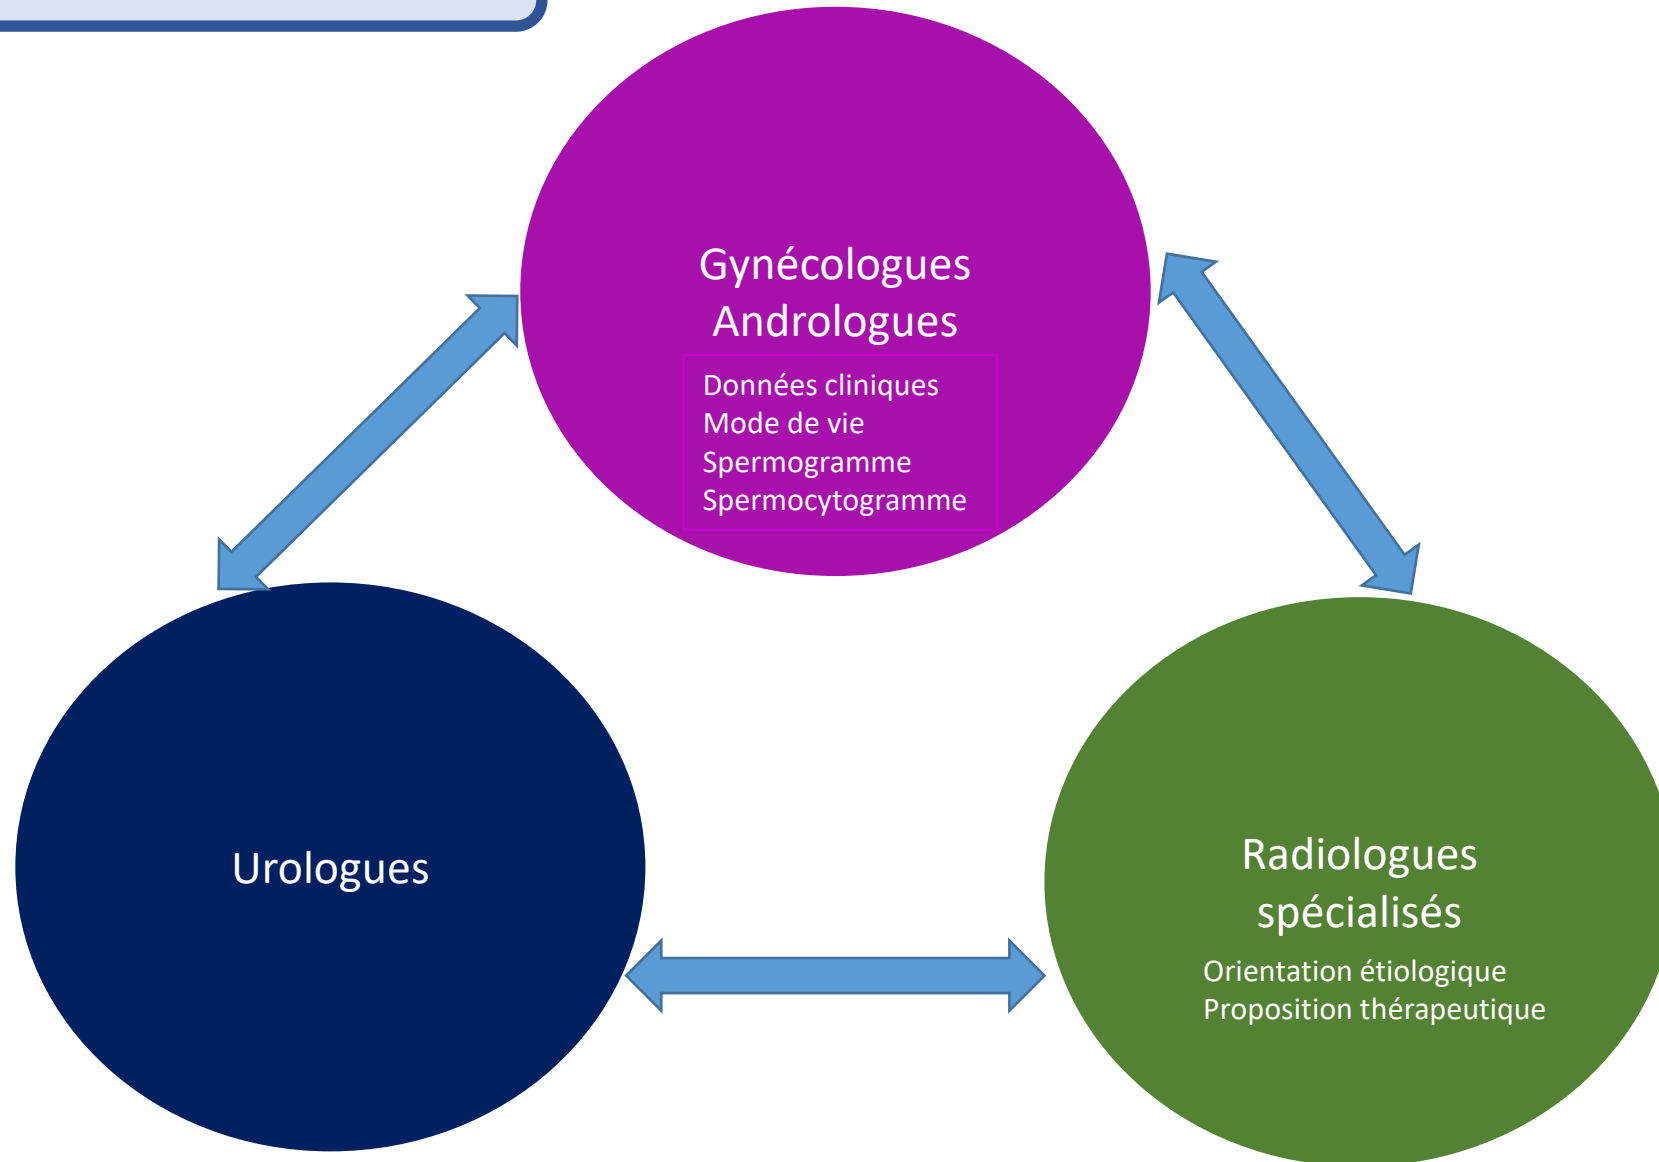 Gynécologues
Andrologues
Données cliniques
Mode de vie
Spermogramme
Spermocytogramme
Urologues
Radiologues
spécialisés
Orientation étiologique
Proposition thérapeutique